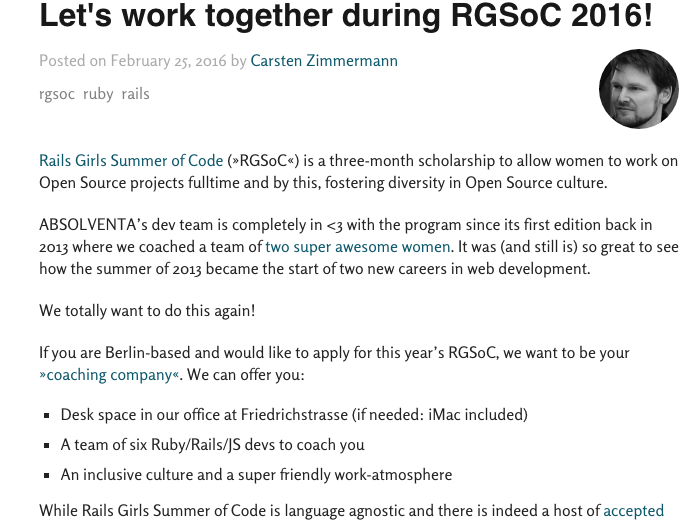 Let's work together during RGSoC 2016!
Posted on February 25, 2016 by Carsten Zimmermann
rgsoc ruby rails
Rails Girls Summer of Code (»RGSoC«) is a three-month scholarship to allow women to work on
Open Source projects fulltime and by this, fostering diversity in Open Source culture.
ABSOLVENTA’s dev team is completely in <3 with the program since its first edition back in
2013 where we coached a team of two super awesome women. It was (and still is) so great to see
how the summer of 2013 became the start of two new careers in web development.
We totally want to do this again!
If you are Berlin-based and would like to apply for this year’s RGSoC, we want to be your
»coaching company«. We can offer you:
▪ Desk space in our office at Friedrichstrasse (if needed: iMac included)
▪ A team of six Ruby/Rails/JS devs to coach you
▪ An inclusive culture and a super friendly work-atmosphere
While Rails Girls Summer of Code is language agnostic and there is indeed a host of accepted